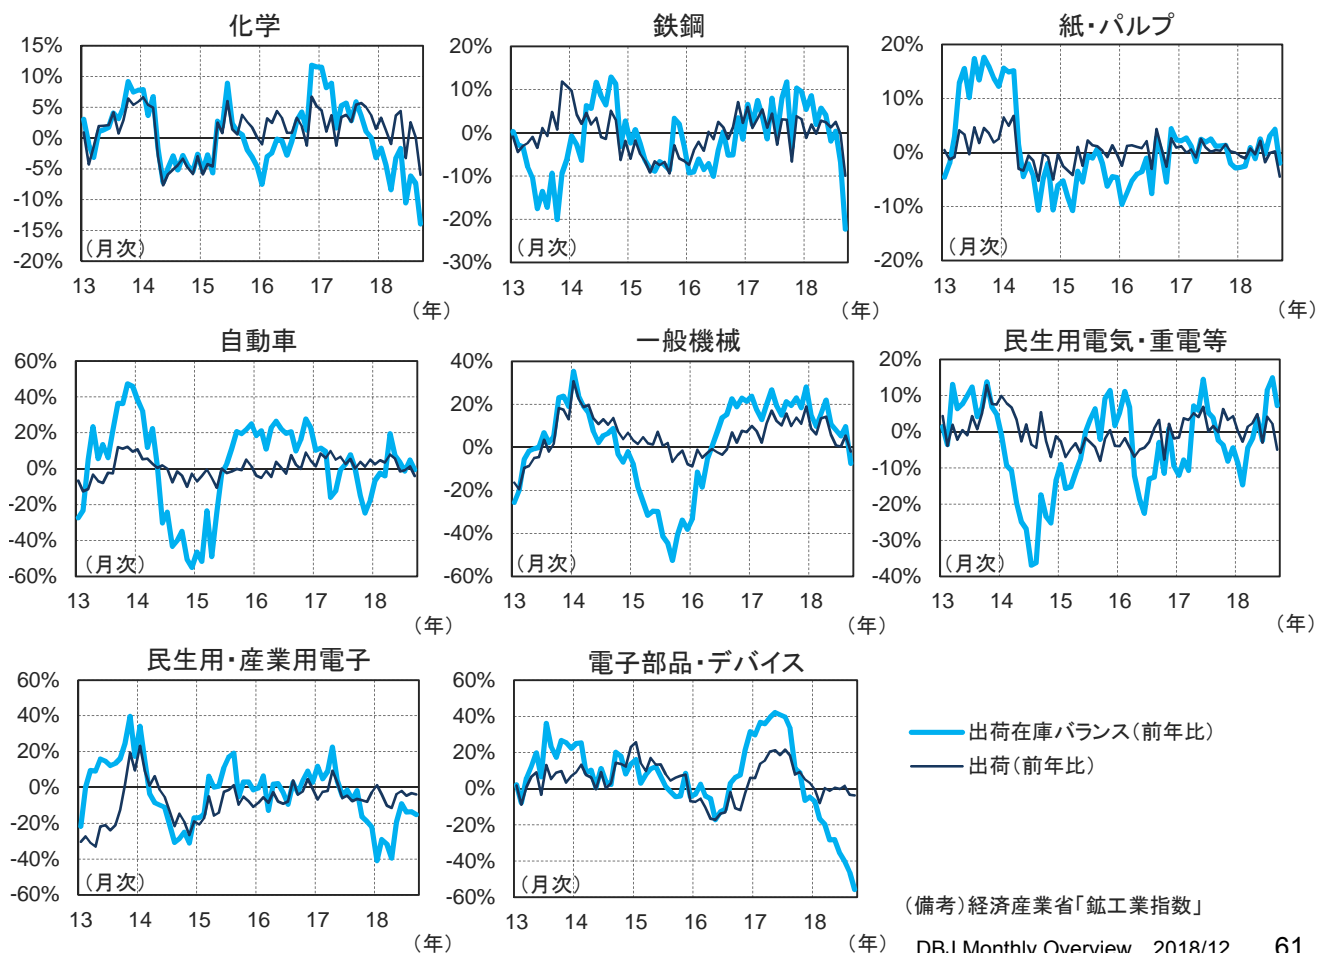 化学
15%
10%
5%
0%
-5%
-10%
-15%
-20%
（月次）
13 14 15 16 17 18
（年）
鉄鋼
20%
10%
0%
-10%
-20%
-30%
（月次）
13 14 15 16 17 18
（年）
紙・パルプ
20%
10%
0%
-10%
-20%
（月次）
13 14 15 16 17 18
（年）
自動車
60%
40%
20%
0%
-20%
-40%
-60%
（月次）
13 14 15 16 17 18
（年）
一般機械
40%
20%
0%
-20%
-40%
-60%
（月次）
13 14 15 16 17 18
（年）
民生用電気・重電等
20%
10%
0%
-10%
-20%
-30%
-40%
（月次）
13 14 15 16 17 18
（年）
民生用・産業用電子
60%
40%
20%
0%
-20%
-40%
-60%
（月次）
13 14 15 16 17 18
（年）
電子部品・デバイス
60%
40%
20%
0%
-20%
-40%
-60%
（月次）
13 14 15 16 17 18
（年）
出荷在庫バランス（前年比）
出荷（前年比）
（備考）経済産業省「鉱工業指数」
DBJ Monthly Overview 2018/12 61